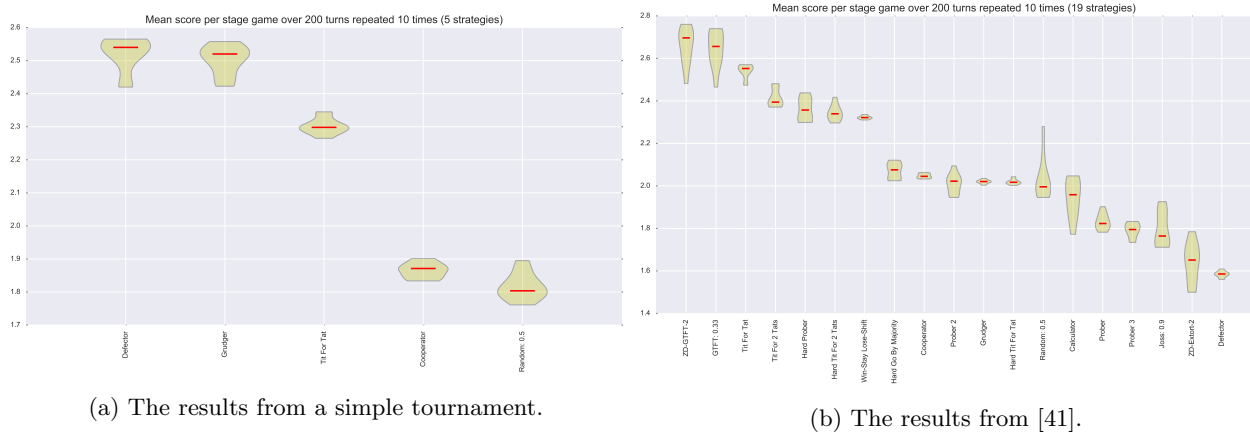 Mean score per stage game over 200 turns repeated 10 times (5 strategies)
2.6
2.5
2.4
2.3
2.2
2.1
2.0
1.9
1.8
1.7
Defector
Grudger
Tit For Tat
Cooperator
Random: 0.5
(a) The results from a simple tournament.
Mean score per stage game over 200 turns repeated 10 times (19 strategies)
2.8
2.6
2.4
2.2
2.0
1.8
1.6
1.4
ZD-GTFT-2
GTFT: 0.33
Tit For Tat
Tit For 2 Tats
Hard Prober
Hard Tit For 2 Tats
Win-Stay Lose-Shift
Hard Go By Majority
Cooperator
Prober 2
Grudger
Hard Tit For Tat
Random: 0.5
Calculator
Prober
Prober 3
Joss: 0.9
ZD-Extort-2
Defector
(b) The results from [41].